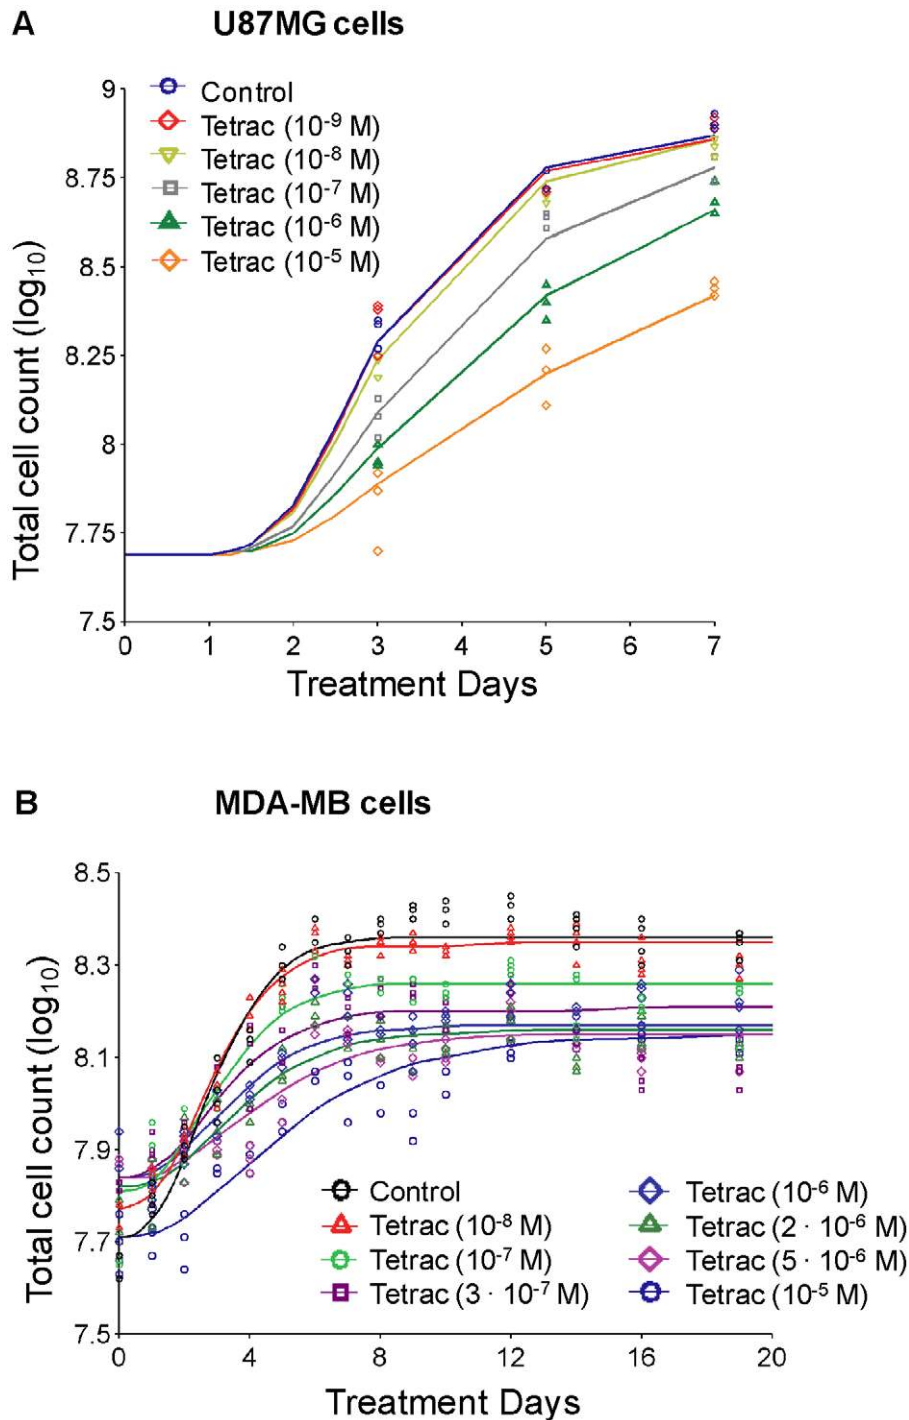 A U87MG cells
Total cell count (log₁₀)
9
8.75
8.5
8.25
8
7.75
7.5
Control
Tetrac (10⁻⁹ M)
Tetrac (10⁻⁸ M)
Tetrac (10⁻⁷ M)
Tetrac (10⁻⁶ M)
Tetrac (10⁻⁵ M)
0 1 2 3 4 5 6 7
Treatment Days
B MDA-MB cells
Total cell count (log₁₀)
8.5
8.3
8.1
7.9
7.7
7.5
Control
Tetrac (10⁻⁸ M)
Tetrac (10⁻⁷ M)
Tetrac (3 · 10⁻⁷ M)
Tetrac (10⁻⁶ M)
Tetrac (2 · 10⁻⁶ M)
Tetrac (5 · 10⁻⁶ M)
Tetrac (10⁻⁵ M)
0 4 8 12 16 20
Treatment Days